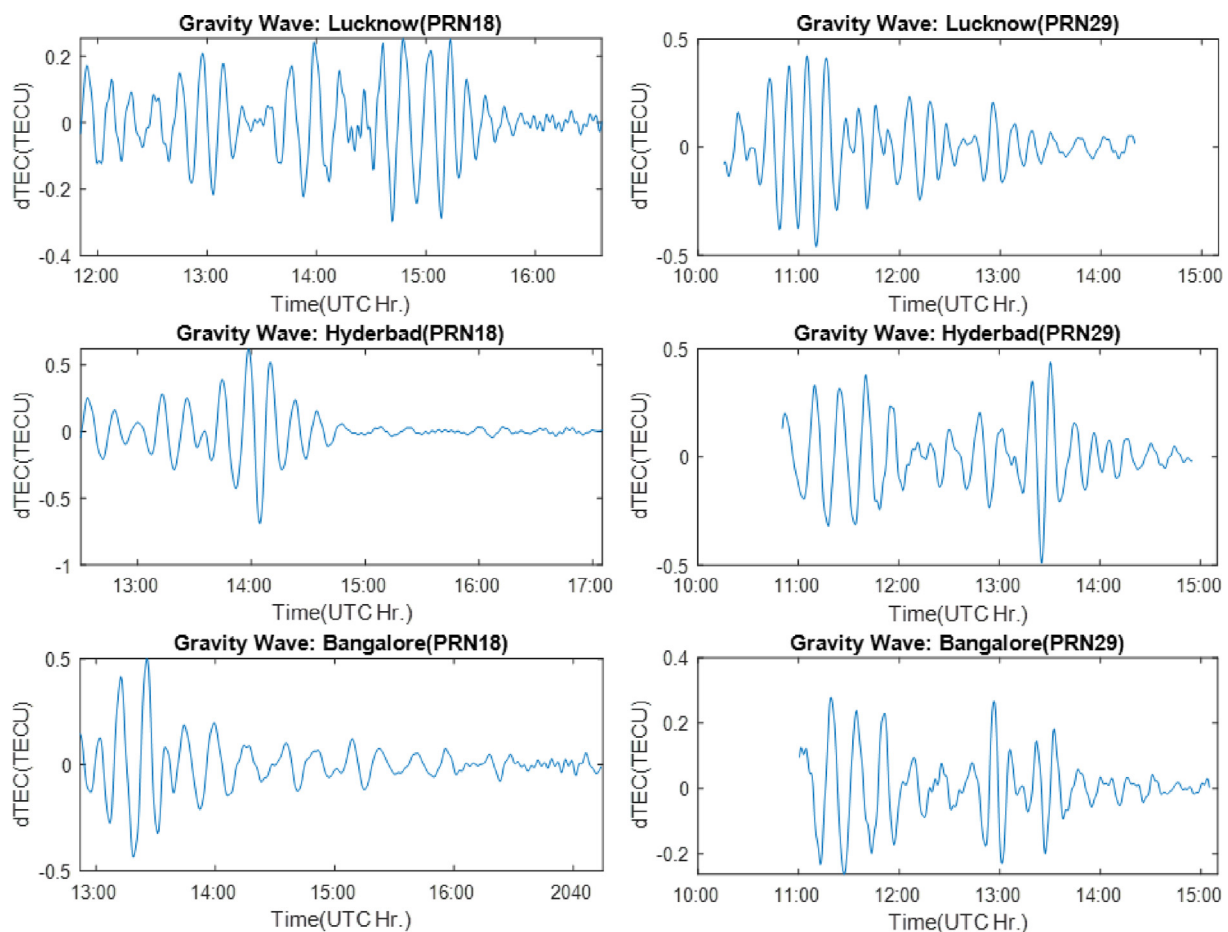 Gravity Wave: Lucknow(PRN18)
dTEC(TECU)
0.2
0
-0.2
-0.4
12:00 13:00 14:00 15:00 16:00
Time(UTC Hr.)
Gravity Wave: Lucknow(PRN29)
dTEC(TECU)
0.5
0
-0.5
10:00 11:00 12:00 13:00 14:00 15:00
Time(UTC Hr.)
Gravity Wave: Hyderbad(PRN18)
dTEC(TECU)
0.5
0
-0.5
-1
13:00 14:00 15:00 16:00 17:00
Time(UTC Hr.)
Gravity Wave: Hyderbad(PRN29)
dTEC(TECU)
0.5
0
-0.5
10:00 11:00 12:00 13:00 14:00 15:00
Time(UTC Hr.)
Gravity Wave: Bangalore(PRN18)
dTEC(TECU)
0.5
0
-0.5
13:00 14:00 15:00 16:00 2040
Time(UTC Hr.)
Gravity Wave: Bangalore(PRN29)
dTEC(TECU)
0.4
0.2
0
-0.2
10:00 11:00 12:00 13:00 14:00 15:00
Time(UTC Hr.)